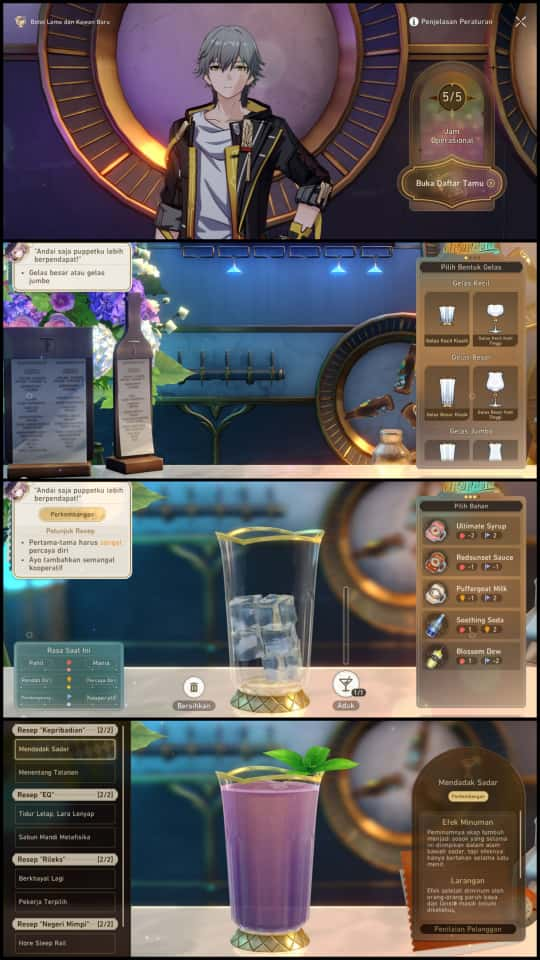 Botol Lama dan Kawan Baru
Penjelasan Peraturan
5/5
Jam
Operasional
Buka Daftar Tamu
"Andai saja puppetku lebih
berpendapat!"
Gelas besar atau gelas
jumbo
Pilih Bentuk Gelas
Gelas Kecil
Gelas Kecil Klasik
Gelas Kecil Kaki
Tinggi
Gelas Besar
Gelas Besar Klasik
Gelas Besar Kaki
Tinggi
Gelas Jumbo
"Andai saja puppetku lebih
berpendapat!"
Perkembangan
Petunjuk Resep
Pertama-tama harus sangat
percaya diri
Ayo tambahkan semangat
kooperatif
Pilih Bahan
Ultimate Syrup
-2
2
Redsunset Sauce
-1
-1
Puffergoat Milk
-1
2
Soothing Soda
1
2
Blossom Dew
1
-2
Rasa Saat Ini
Pahit
Manis
Rendah Diri
Percaya Diri
Kooperatif
Bersihkan
1/1
Aduk
Resep "Kepribadian" [2/2]
Mendadak Sadar
Menentang Tatanan
Resep "EQ" [2/2]
Tidur Lelap, Lara Lenyap
Sabun Mandi Metafisika
Resep "Rileks" [2/2]
Berkhayal Lagi
Pekerja Terpilih
Resep "Negeri Mimpi" [2/2]
Hore Sleep Rail
Mendadak Sadar
Perkembangan
Efek Minuman
Peminumnya akan tumbuh
menjadi sosok yang selama
ini diimpikan dalam alam
bawah sadar, tapi efeknya
hanya bertahan selama satu
menit.
Larangan
Efek setelah diminum oleh
orang-orang paruh baya
dan lansia masih belum
diketahui.
Penilaian Pelanggan